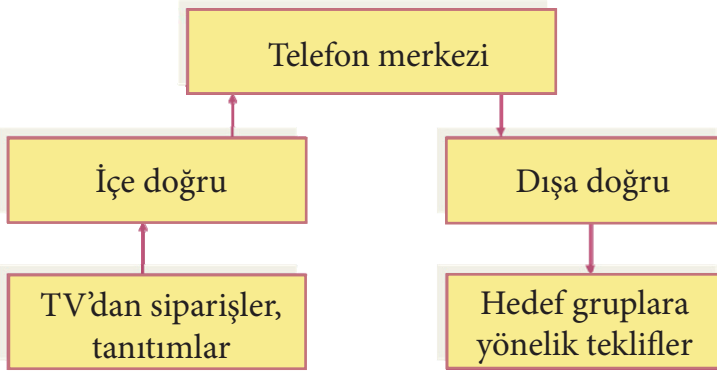 Telefon merkezi
İçe doğru
Dışa doğru
TV’dan siparişler,
tanıtımlar
Hedef gruplara
yönelik teklifler